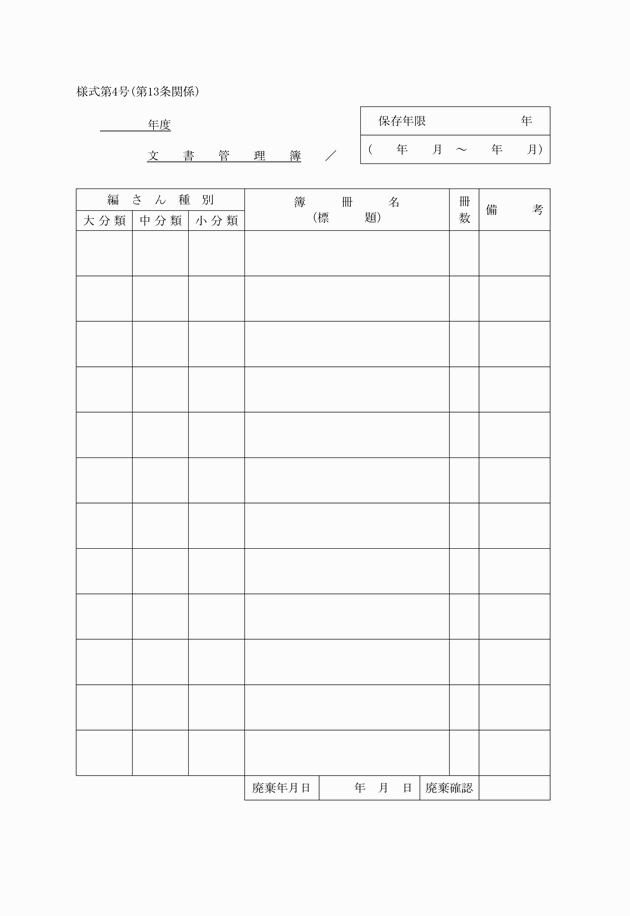 様式第4号(第13条関係)
年度
保存年限 年
文書管理簿 ／
( 年 月 ～ 年 月)
編さん種別
簿冊名
冊数
備考
大分類 中分類 小分類
(標題)
廃棄年月日 年 月 日 廃棄確認